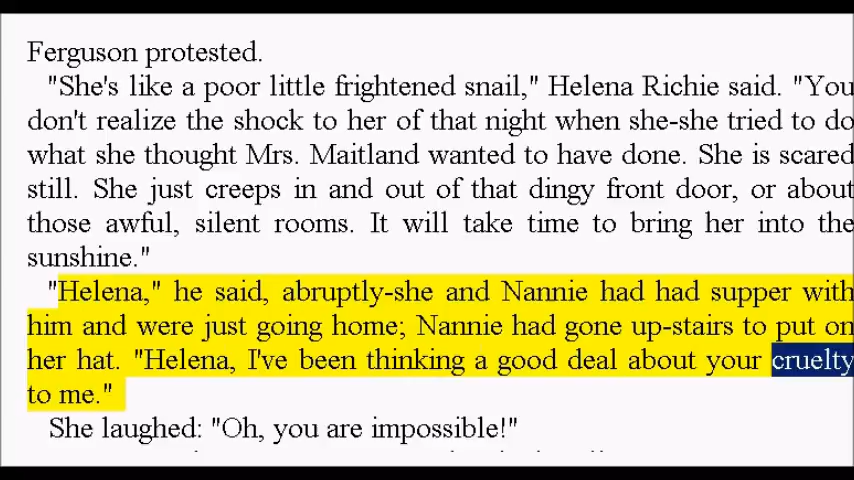 Ferguson protested.
"She's like a poor little frightened snail," Helena Richie said. "You
don't realize the shock to her of that night when she-she tried to do
what she thought Mrs. Maitland wanted to have done. She is scared
still. She just creeps in and out of that dingy front door, or about
those awful, silent rooms. It will take time to bring her into the
sunshine."
"Helena," he said, abruptly-she and Nannie had had supper with
him and were just going home; Nannie had gone up-stairs to put on
her hat. "Helena, I've been thinking a good deal about your cruelty
to me."
She laughed: "Oh, you are impossible!"